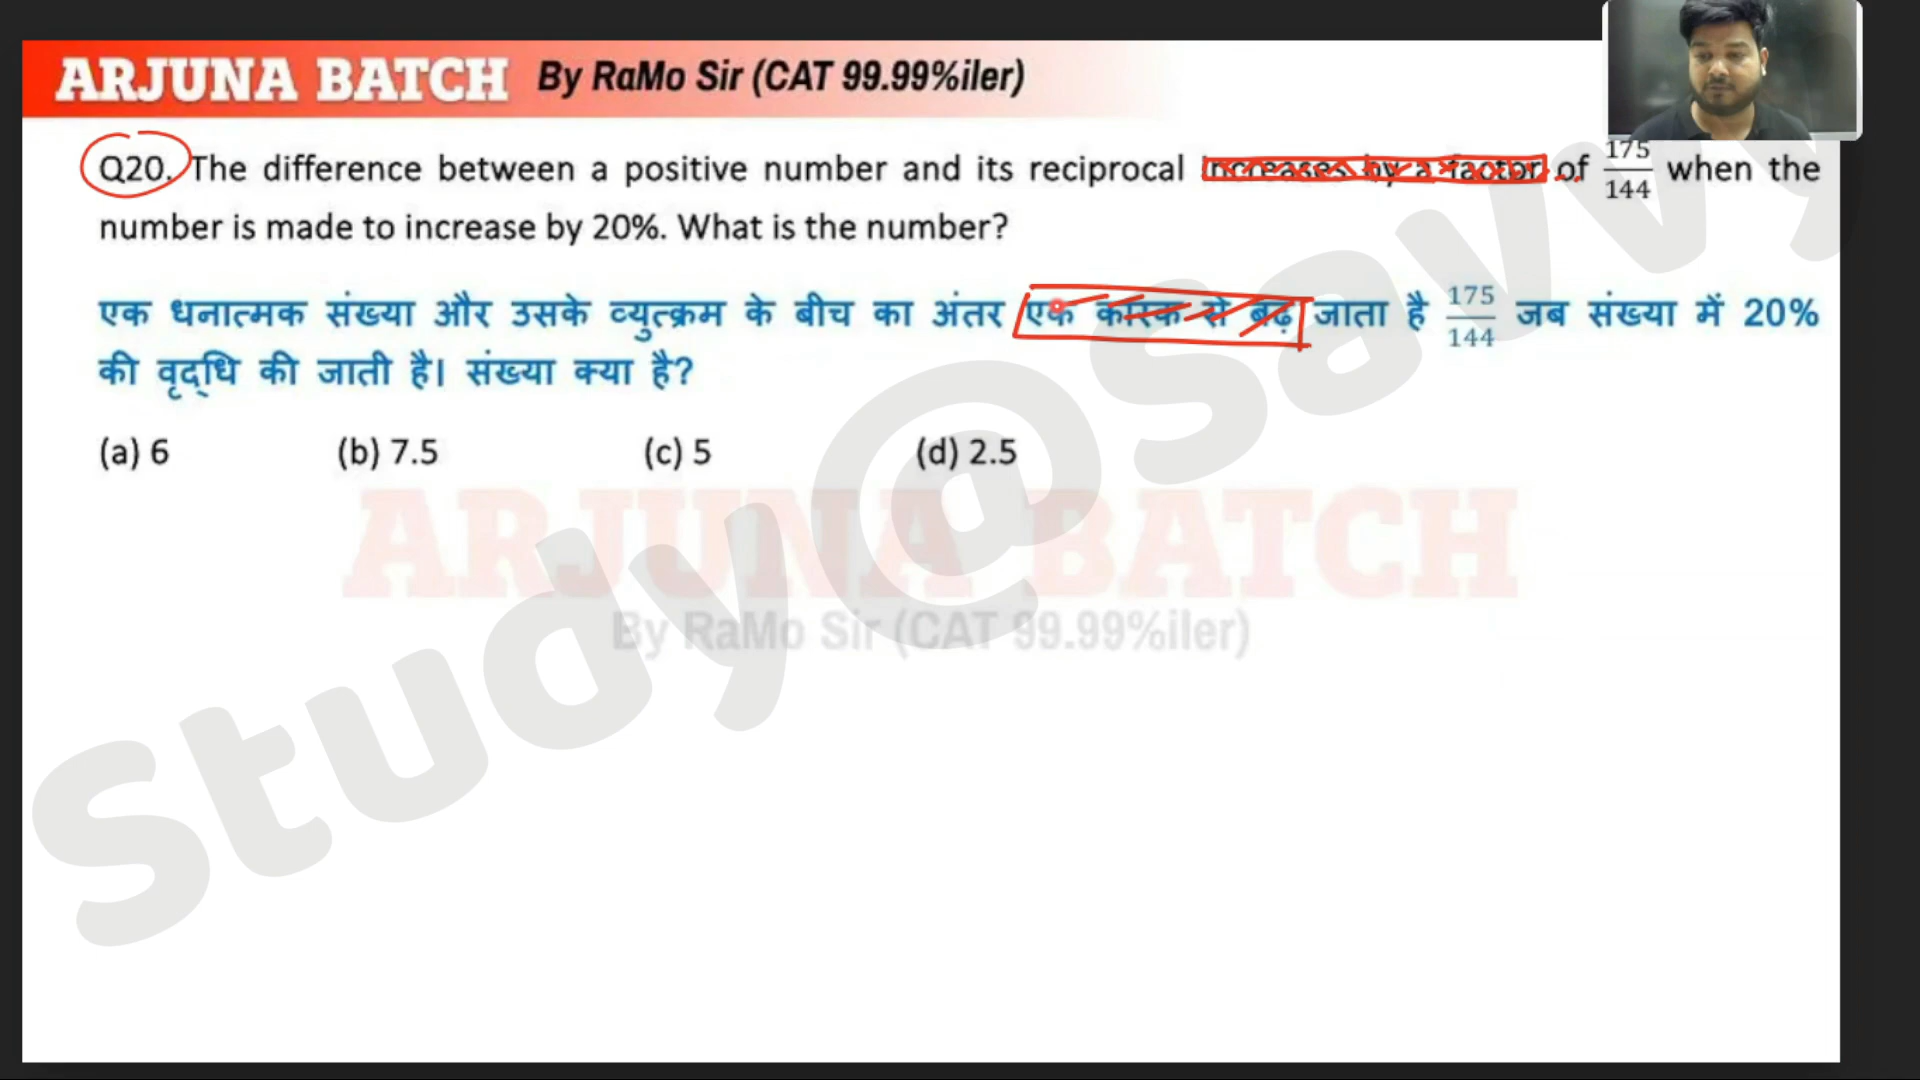 ARJUNA BATCH By RaMo Sir (CAT 99.99%iler)
Q20. The difference between a positive number and its reciprocal increases by a factor of 175/144 when the
number is made to increase by 20%. What is the number?
एक धनात्मक संख्या और उसके व्युत्क्रम के बीच का अंतर एक कारक से बढ़ जाता है 175/144 जब संख्या में 20%
की वृद्धि की जाती है। संख्या क्या है?
(a) 6 (b) 7.5 (c) 5 (d) 2.5
ARJUNA BATCH
By RaMo Sir (CAT 99.99%iler)
Study@Savvy